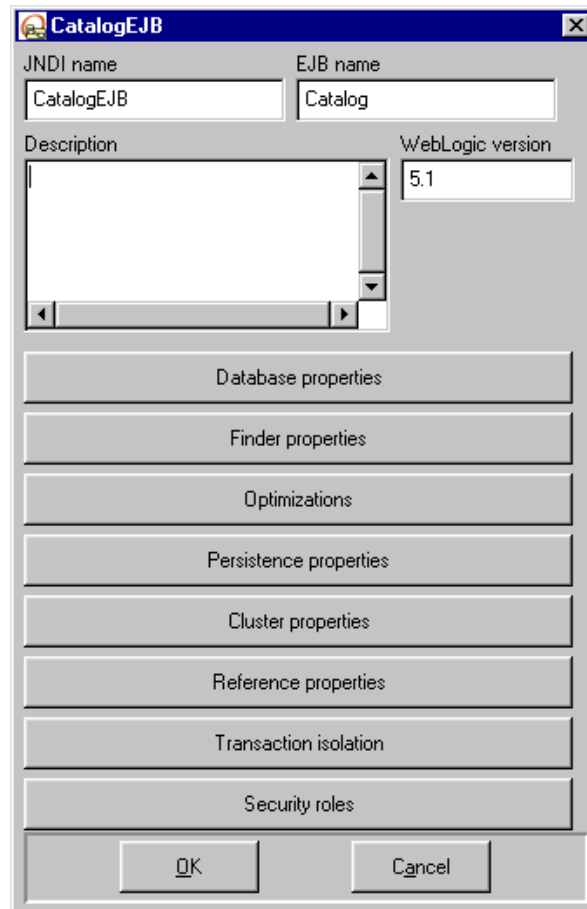 CatalogEJB
JNDI name EJB name
CatalogEJB Catalog
Description WebLogic version
5.1
Database properties
Finder properties
Optimizations
Persistence properties
Cluster properties
Reference properties
Transaction isolation
Security roles
OK Cancel